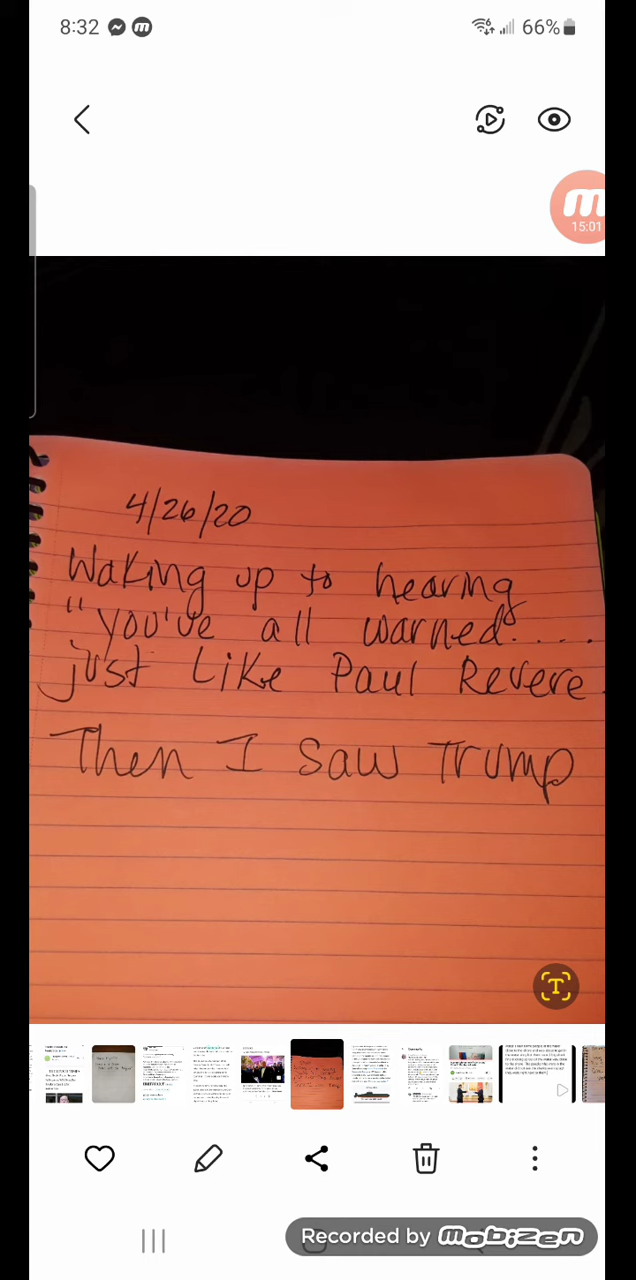 8:32
66%
15:01
4/26/20
Waking up to hearing
"you've all warned....
just Like Paul Revere.
Then I saw Trump
T
Recorded by mobizen